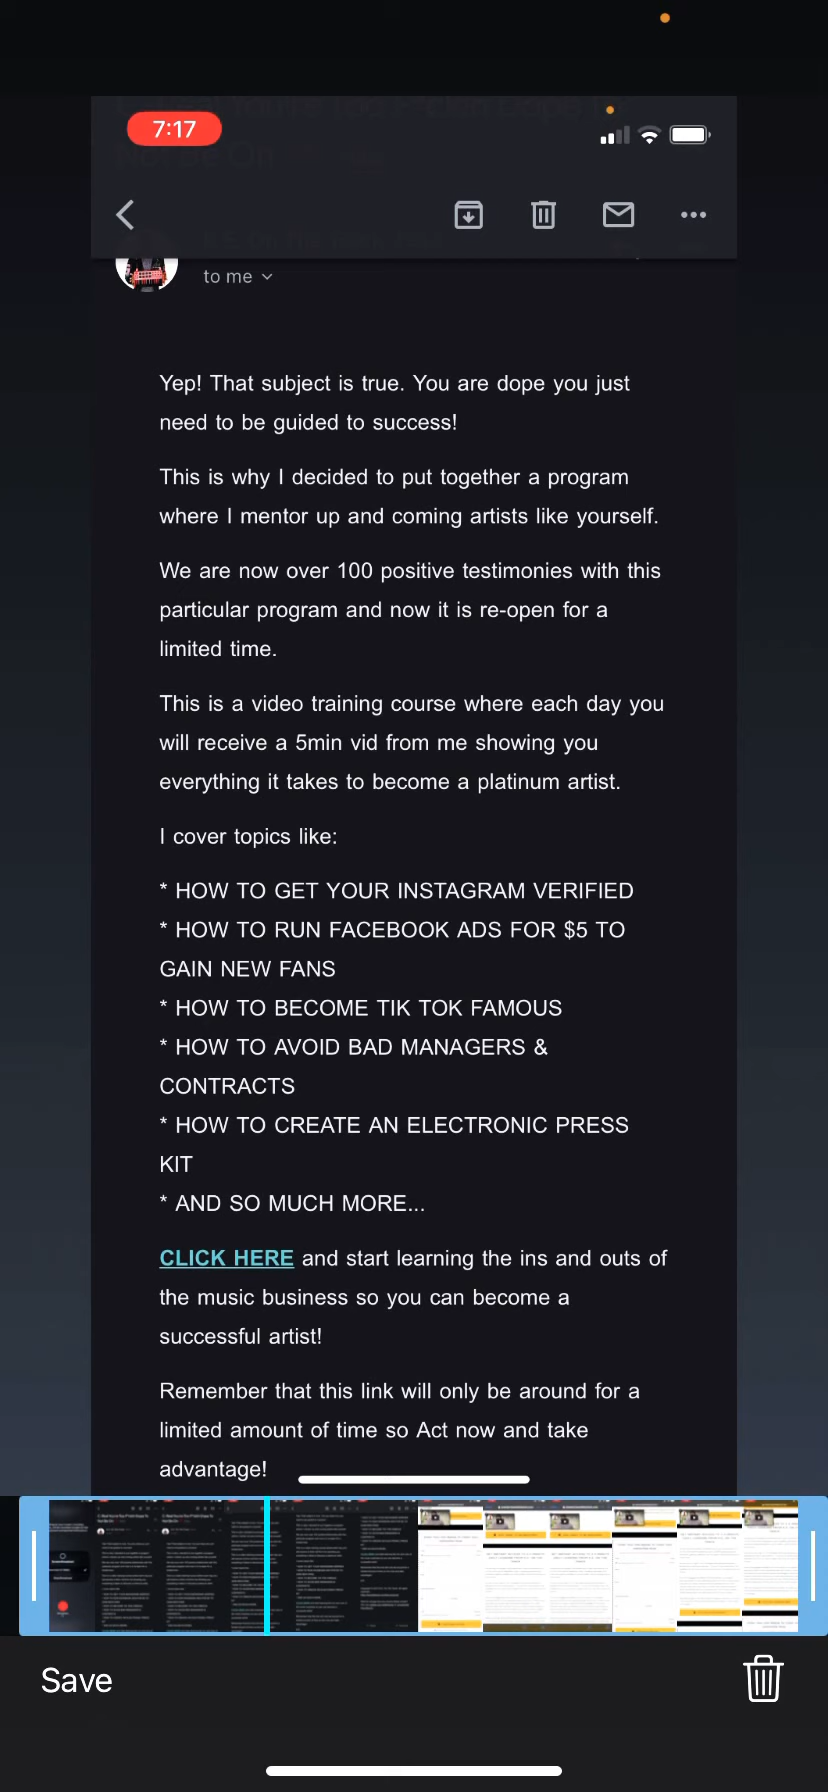 7:17
to me
Yep! That subject is true. You are dope you just
need to be guided to success!
This is why I decided to put together a program
where I mentor up and coming artists like yourself.
We are now over 100 positive testimonies with this
particular program and now it is re-open for a
limited time.
This is a video training course where each day you
will receive a 5min vid from me showing you
everything it takes to become a platinum artist.
I cover topics like:
* HOW TO GET YOUR INSTAGRAM VERIFIED
* HOW TO RUN FACEBOOK ADS FOR $5 TO
GAIN NEW FANS
* HOW TO BECOME TIK TOK FAMOUS
* HOW TO AVOID BAD MANAGERS &
CONTRACTS
* HOW TO CREATE AN ELECTRONIC PRESS
KIT
* AND SO MUCH MORE...
CLICK HERE and start learning the ins and outs of
the music business so you can become a
successful artist!
Remember that this link will only be around for a
limited amount of time so Act now and take
advantage!
Save